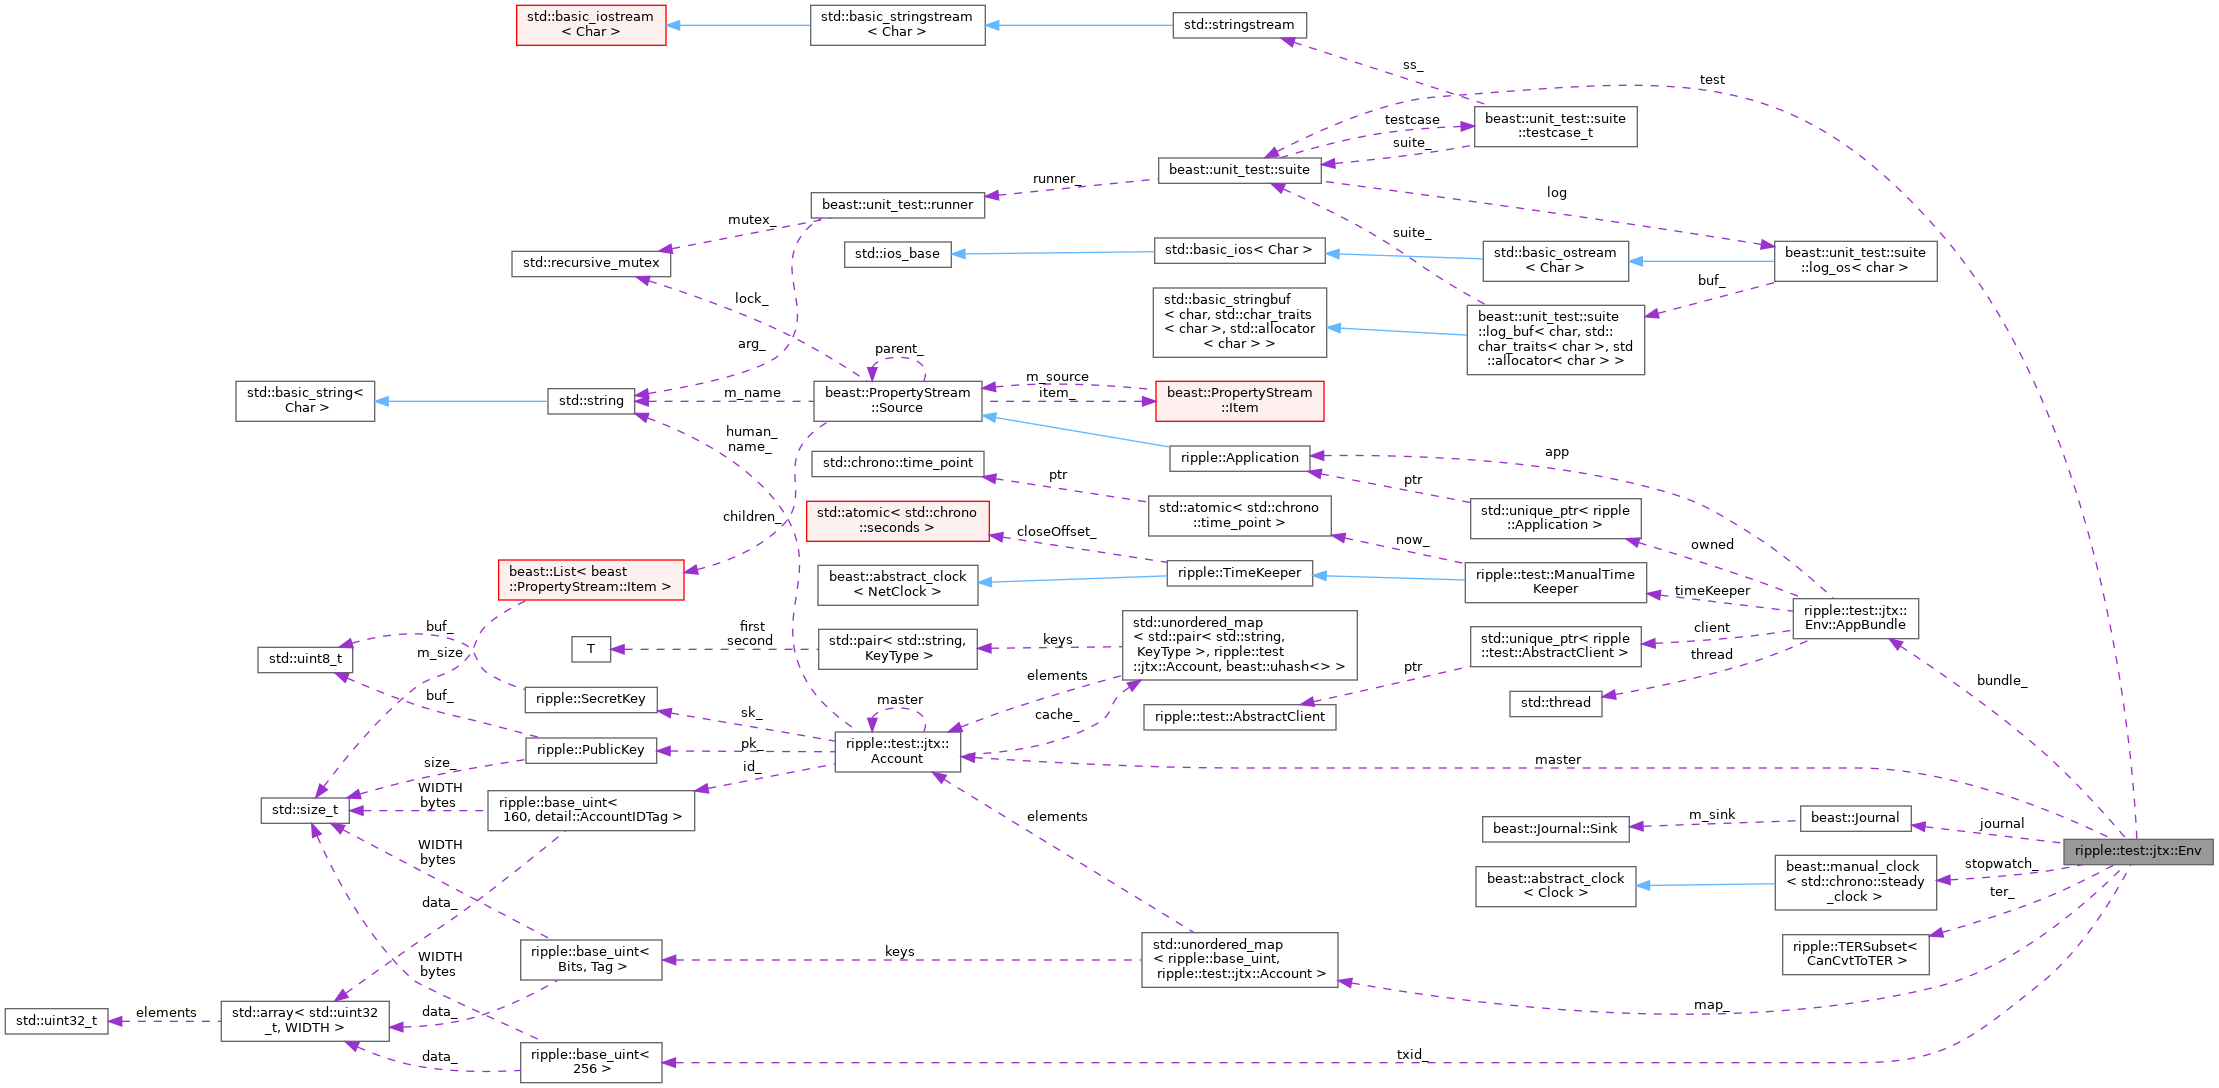 std::basic_iostream
< Char >
std::basic_stringstream
< Char >
std::stringstream
ss_
test
beast::unit_test::suite
::testcase_t
testcase
suite_
beast::unit_test::suite
runner_
beast::unit_test::runner
log
mutex_
suite_
std::recursive_mutex
std::ios_base
std::basic_ios< Char >
std::basic_ostream
< Char >
beast::unit_test::suite
::log_os< char >
buf_
lock_
std::basic_stringbuf
< char, std::char_traits
< char >, std::allocator
< char > >
beast::unit_test::suite
::log_buf< char, std::
char_traits< char >, std
::allocator< char > >
arg_
parent_
std::basic_string<
Char >
std::string
m_name
beast::PropertyStream
::Source
m_source
item_
beast::PropertyStream
::Item
human_
name_
ripple::Application
app
std::chrono::time_point
ptr
ptr
std::atomic< std::chrono
::seconds >
std::atomic< std::chrono
::time_point >
std::unique_ptr< ripple
::Application >
children_
closeOffset_
now_
owned
beast::List< beast
::PropertyStream::Item >
beast::abstract_clock
< NetClock >
ripple::TimeKeeper
ripple::test::ManualTime
Keeper
timeKeeper
ripple::test::jtx::
Env::AppBundle
buf_
m_size
std::uint8_t
T
first
second
std::pair< std::string,
KeyType >
keys
std::unordered_map
< std::pair< std::string,
KeyType >, ripple::test
::jtx::Account, beast::uhash<> >
std::unique_ptr< ripple
::test::AbstractClient >
client
thread
ptr
elements
buf_
ripple::SecretKey
master
sk_
cache_
ripple::test::AbstractClient
std::thread
bundle_
ripple::PublicKey
pk_
ripple::test::jtx::
Account
size_
id_
master
WIDTH
bytes
std::size_t
ripple::base_uint<
160, detail::AccountIDTag >
elements
beast::Journal::Sink
m_sink
beast::Journal
journal
WIDTH
bytes
ripple::test::jtx::Env
beast::abstract_clock
< Clock >
beast::manual_clock
< std::chrono::steady
_clock >
stopwatch_
ter_
data_
ripple::base_uint<
Bits, Tag >
keys
std::unordered_map
< ripple::base_uint,
ripple::test::jtx::Account >
ripple::TERSubset<
CanCvtToTER >
WIDTH
bytes
std::uint32_t
elements
std::array< std::uint32
_t, WIDTH >
data_
map_
data_
ripple::base_uint<
256 >
txid_